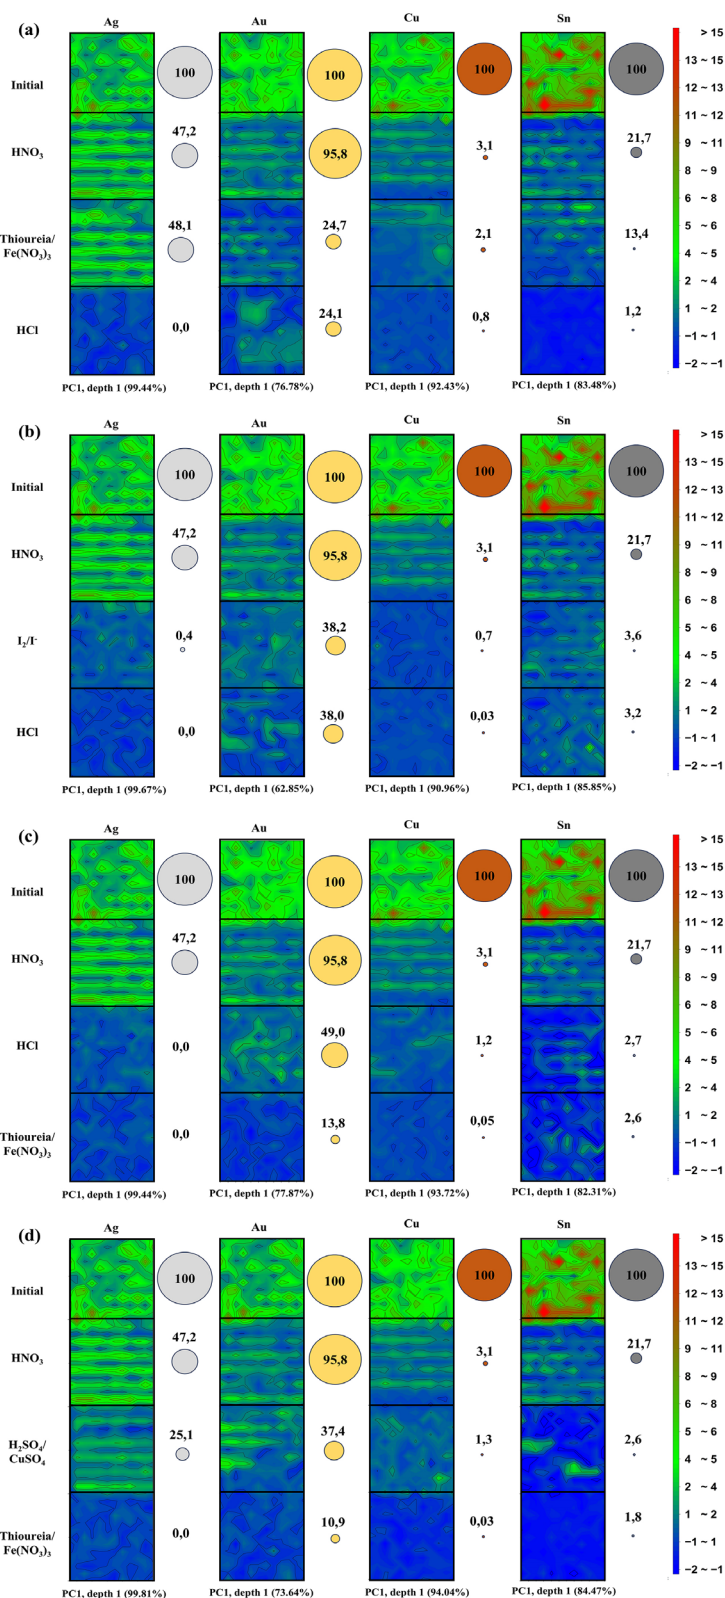 (a)
Ag Au Cu Sn
Initial 100 100 100 100
HNO3 47,2 95,8 3,1 21,7
Thioureia/
Fe(NO3)3 48,1 24,7 2,1 13,4
HCl 0,0 24,1 0,8 1,2
PC1, depth 1 (99.44%) PC1, depth 1 (76.78%) PC1, depth 1 (92.43%) PC1, depth 1 (83.48%)
> 15
13 ~ 15
12 ~ 13
11 ~ 12
9 ~ 11
8 ~ 9
6 ~ 8
5 ~ 6
4 ~ 5
2 ~ 4
1 ~ 2
−1 ~ 1
−2 ~ −1
(b)
Ag Au Cu Sn
Initial 100 100 100 100
HNO3 47,2 95,8 3,1 21,7
I2/I- 0,4 38,2 0,7 3,6
HCl 0,0 38,0 0,03 3,2
PC1, depth 1 (99.67%) PC1, depth 1 (62.85%) PC1, depth 1 (90.96%) PC1, depth 1 (85.85%)
> 15
13 ~ 15
12 ~ 13
11 ~ 12
9 ~ 11
8 ~ 9
6 ~ 8
5 ~ 6
4 ~ 5
2 ~ 4
1 ~ 2
−1 ~ 1
−2 ~ −1
(c)
Ag Au Cu Sn
Initial 100 100 100 100
HNO3 47,2 95,8 3,1 21,7
HCl 0,0 49,0 1,2 2,7
Thioureia/
Fe(NO3)3 0,0 13,8 0,05 2,6
PC1, depth 1 (99.44%) PC1, depth 1 (77.87%) PC1, depth 1 (93.72%) PC1, depth 1 (82.31%)
> 15
13 ~ 15
12 ~ 13
11 ~ 12
9 ~ 11
8 ~ 9
6 ~ 8
5 ~ 6
4 ~ 5
2 ~ 4
1 ~ 2
−1 ~ 1
−2 ~ −1
(d)
Ag Au Cu Sn
Initial 100 100 100 100
HNO3 47,2 95,8 3,1 21,7
H2SO4/
CuSO4 25,1 37,4 1,3 2,6
Thioureia/
Fe(NO3)3 0,0 10,9 0,03 1,8
PC1, depth 1 (99.81%) PC1, depth 1 (73.64%) PC1, depth 1 (94.04%) PC1, depth 1 (84.47%)
> 15
13 ~ 15
12 ~ 13
11 ~ 12
9 ~ 11
8 ~ 9
6 ~ 8
5 ~ 6
4 ~ 5
2 ~ 4
1 ~ 2
−1 ~ 1
−2 ~ −1